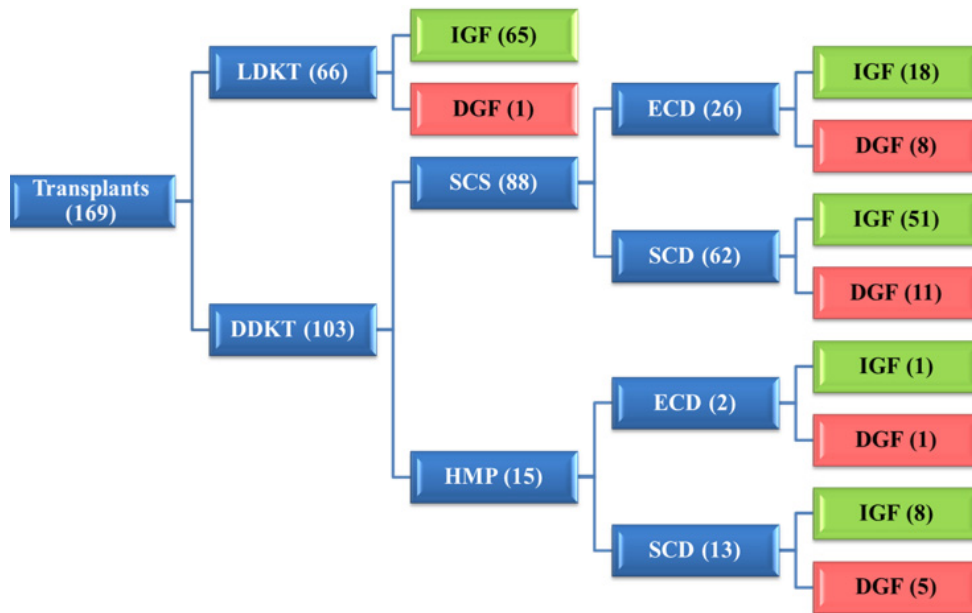 Transplants
(169)
LDKT (66)
IGF (65)
DGF (1)
DDKT (103)
SCS (88)
ECD (26)
IGF (18)
DGF (8)
SCD (62)
IGF (51)
DGF (11)
HMP (15)
ECD (2)
IGF (1)
DGF (1)
SCD (13)
IGF (8)
DGF (5)